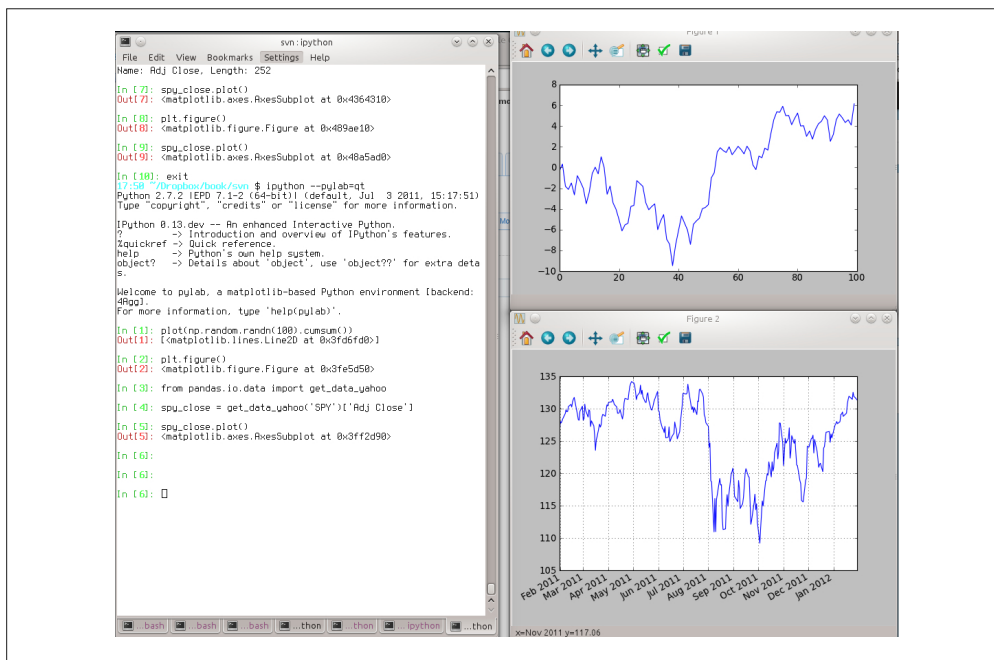 svn:ipython
File Edit View Bookmarks Settings Help
Name: Adj Close, Length: 252
In [7]: spy_close.plot()
Out[7]: <matplotlib.axes.AxesSubplot at 0x4364310>
In [8]: plt.figure()
Out[8]: <matplotlib.figure.Figure at 0x489ae10>
In [9]: spy_close.plot()
Out[9]: <matplotlib.axes.AxesSubplot at 0x48a5ad0>
In [10]: exit
17:50 ~/Dropbox/book/svn $ ipython --pylab=qt
Python 2.7.2 |EPD 7.1-2 (64-bit)| (default, Jul  3 2011, 15:17:51)
Type "copyright", "credits" or "license" for more information.
IPython 0.13.dev -- An enhanced Interactive Python.
?         -> Introduction and overview of IPython's features.
%quickref -> Quick reference.
help      -> Python's own help system.
object?   -> Details about 'object', use 'object??' for extra deta
s.
Welcome to pylab, a matplotlib-based Python environment [backend:
4Agg].
For more information, type 'help(pylab)'.
In [1]: plot(np.random.randn(100).cumsum())
Out[1]: [<matplotlib.lines.Line2D at 0x3fd6fd0>]
In [2]: plt.figure()
Out[2]: <matplotlib.figure.Figure at 0x3fe5d50>
In [3]: from pandas.io.data import get_data_yahoo
In [4]: spy_close = get_data_yahoo('SPY')['Adj Close']
In [5]: spy_close.plot()
Out[5]: <matplotlib.axes.AxesSubplot at 0x3ff2d90>
In [6]:
In [6]:
In [6]:
...bash ...bash ...bash ...thon ...thon ... ipython ...thon
Figure 1
8
6
4
2
0
−2
−4
−6
−8
−10
0 20 40 60 80 100
Figure 2
135
130
125
120
115
110
105
Feb 2011 Mar 2011 Apr 2011 May 2011 Jun 2011 Jul 2011 Aug 2011 Sep 2011 Oct 2011 Nov 2011 Dec 2011 Jan 2012
x=Nov 2011 y=117.06